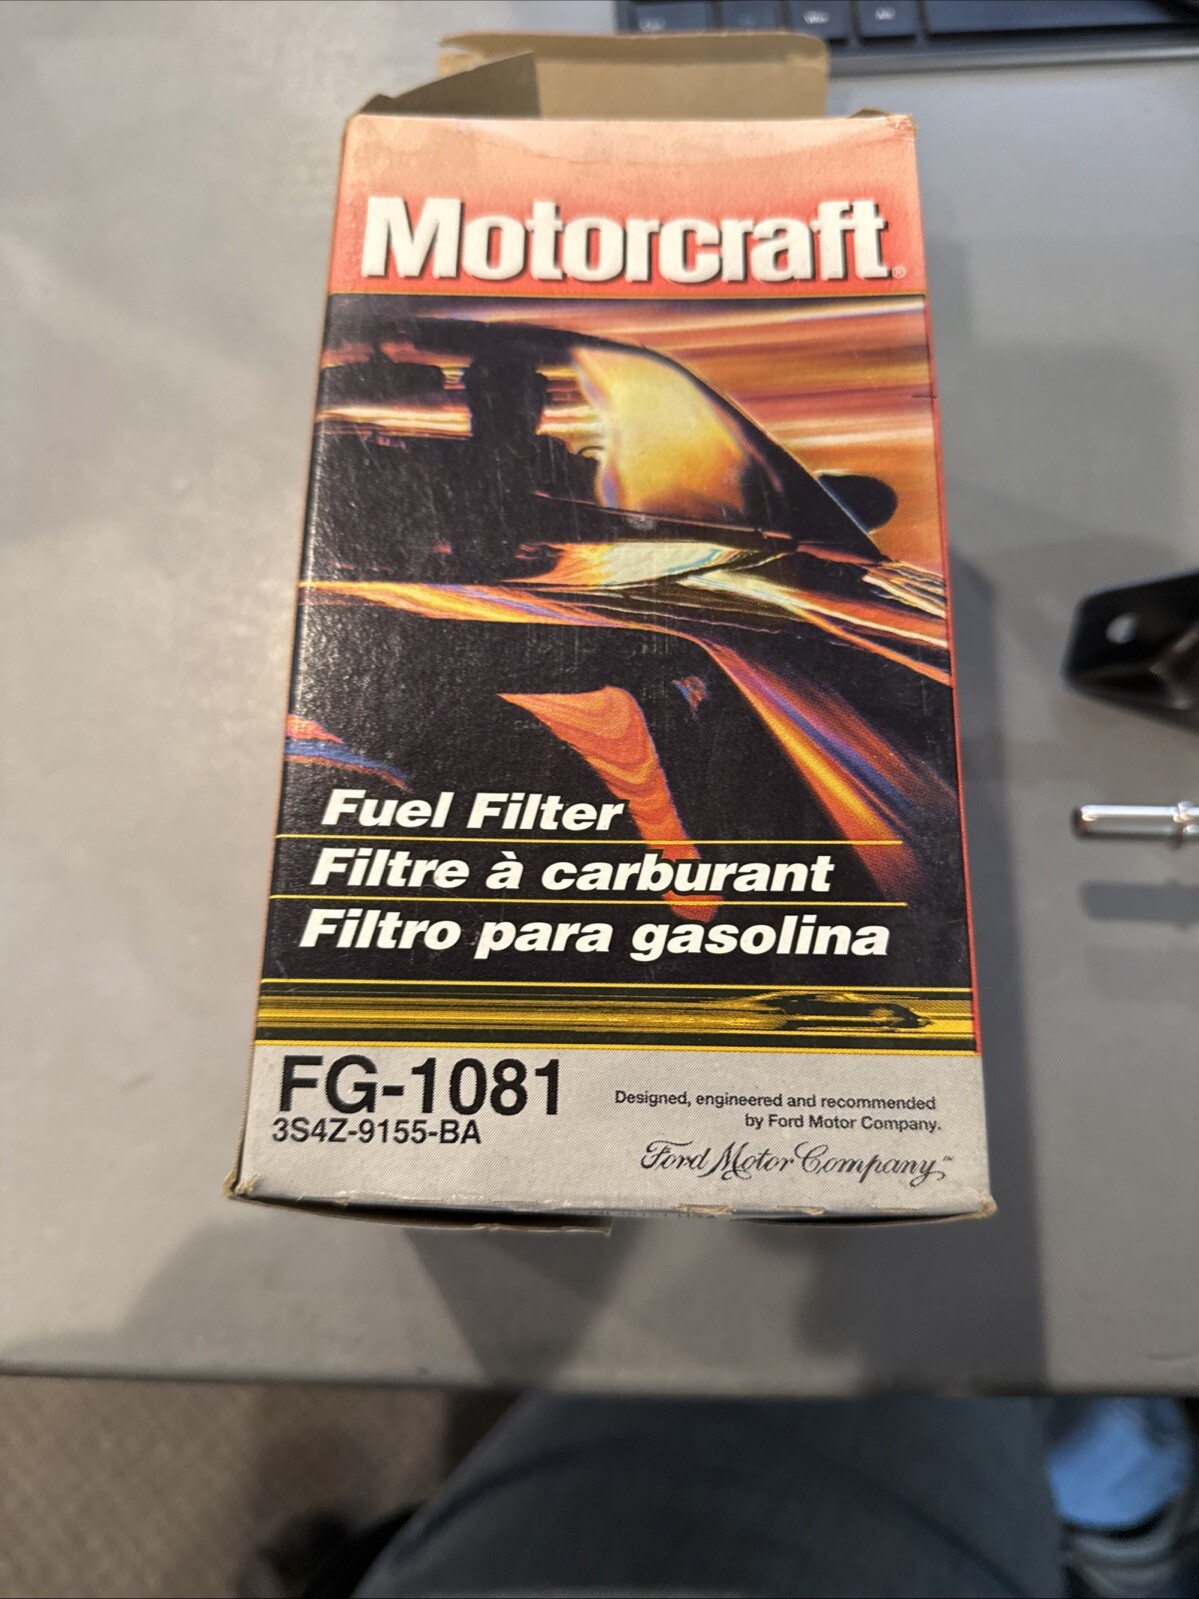 Motorcraft®
Fuel Filter
Filtre à carburant
Filtro para gasolina
FG-1081
3S4Z-9155-BA
Designed, engineered and recommended
by Ford Motor Company.
Ford Motor Company™